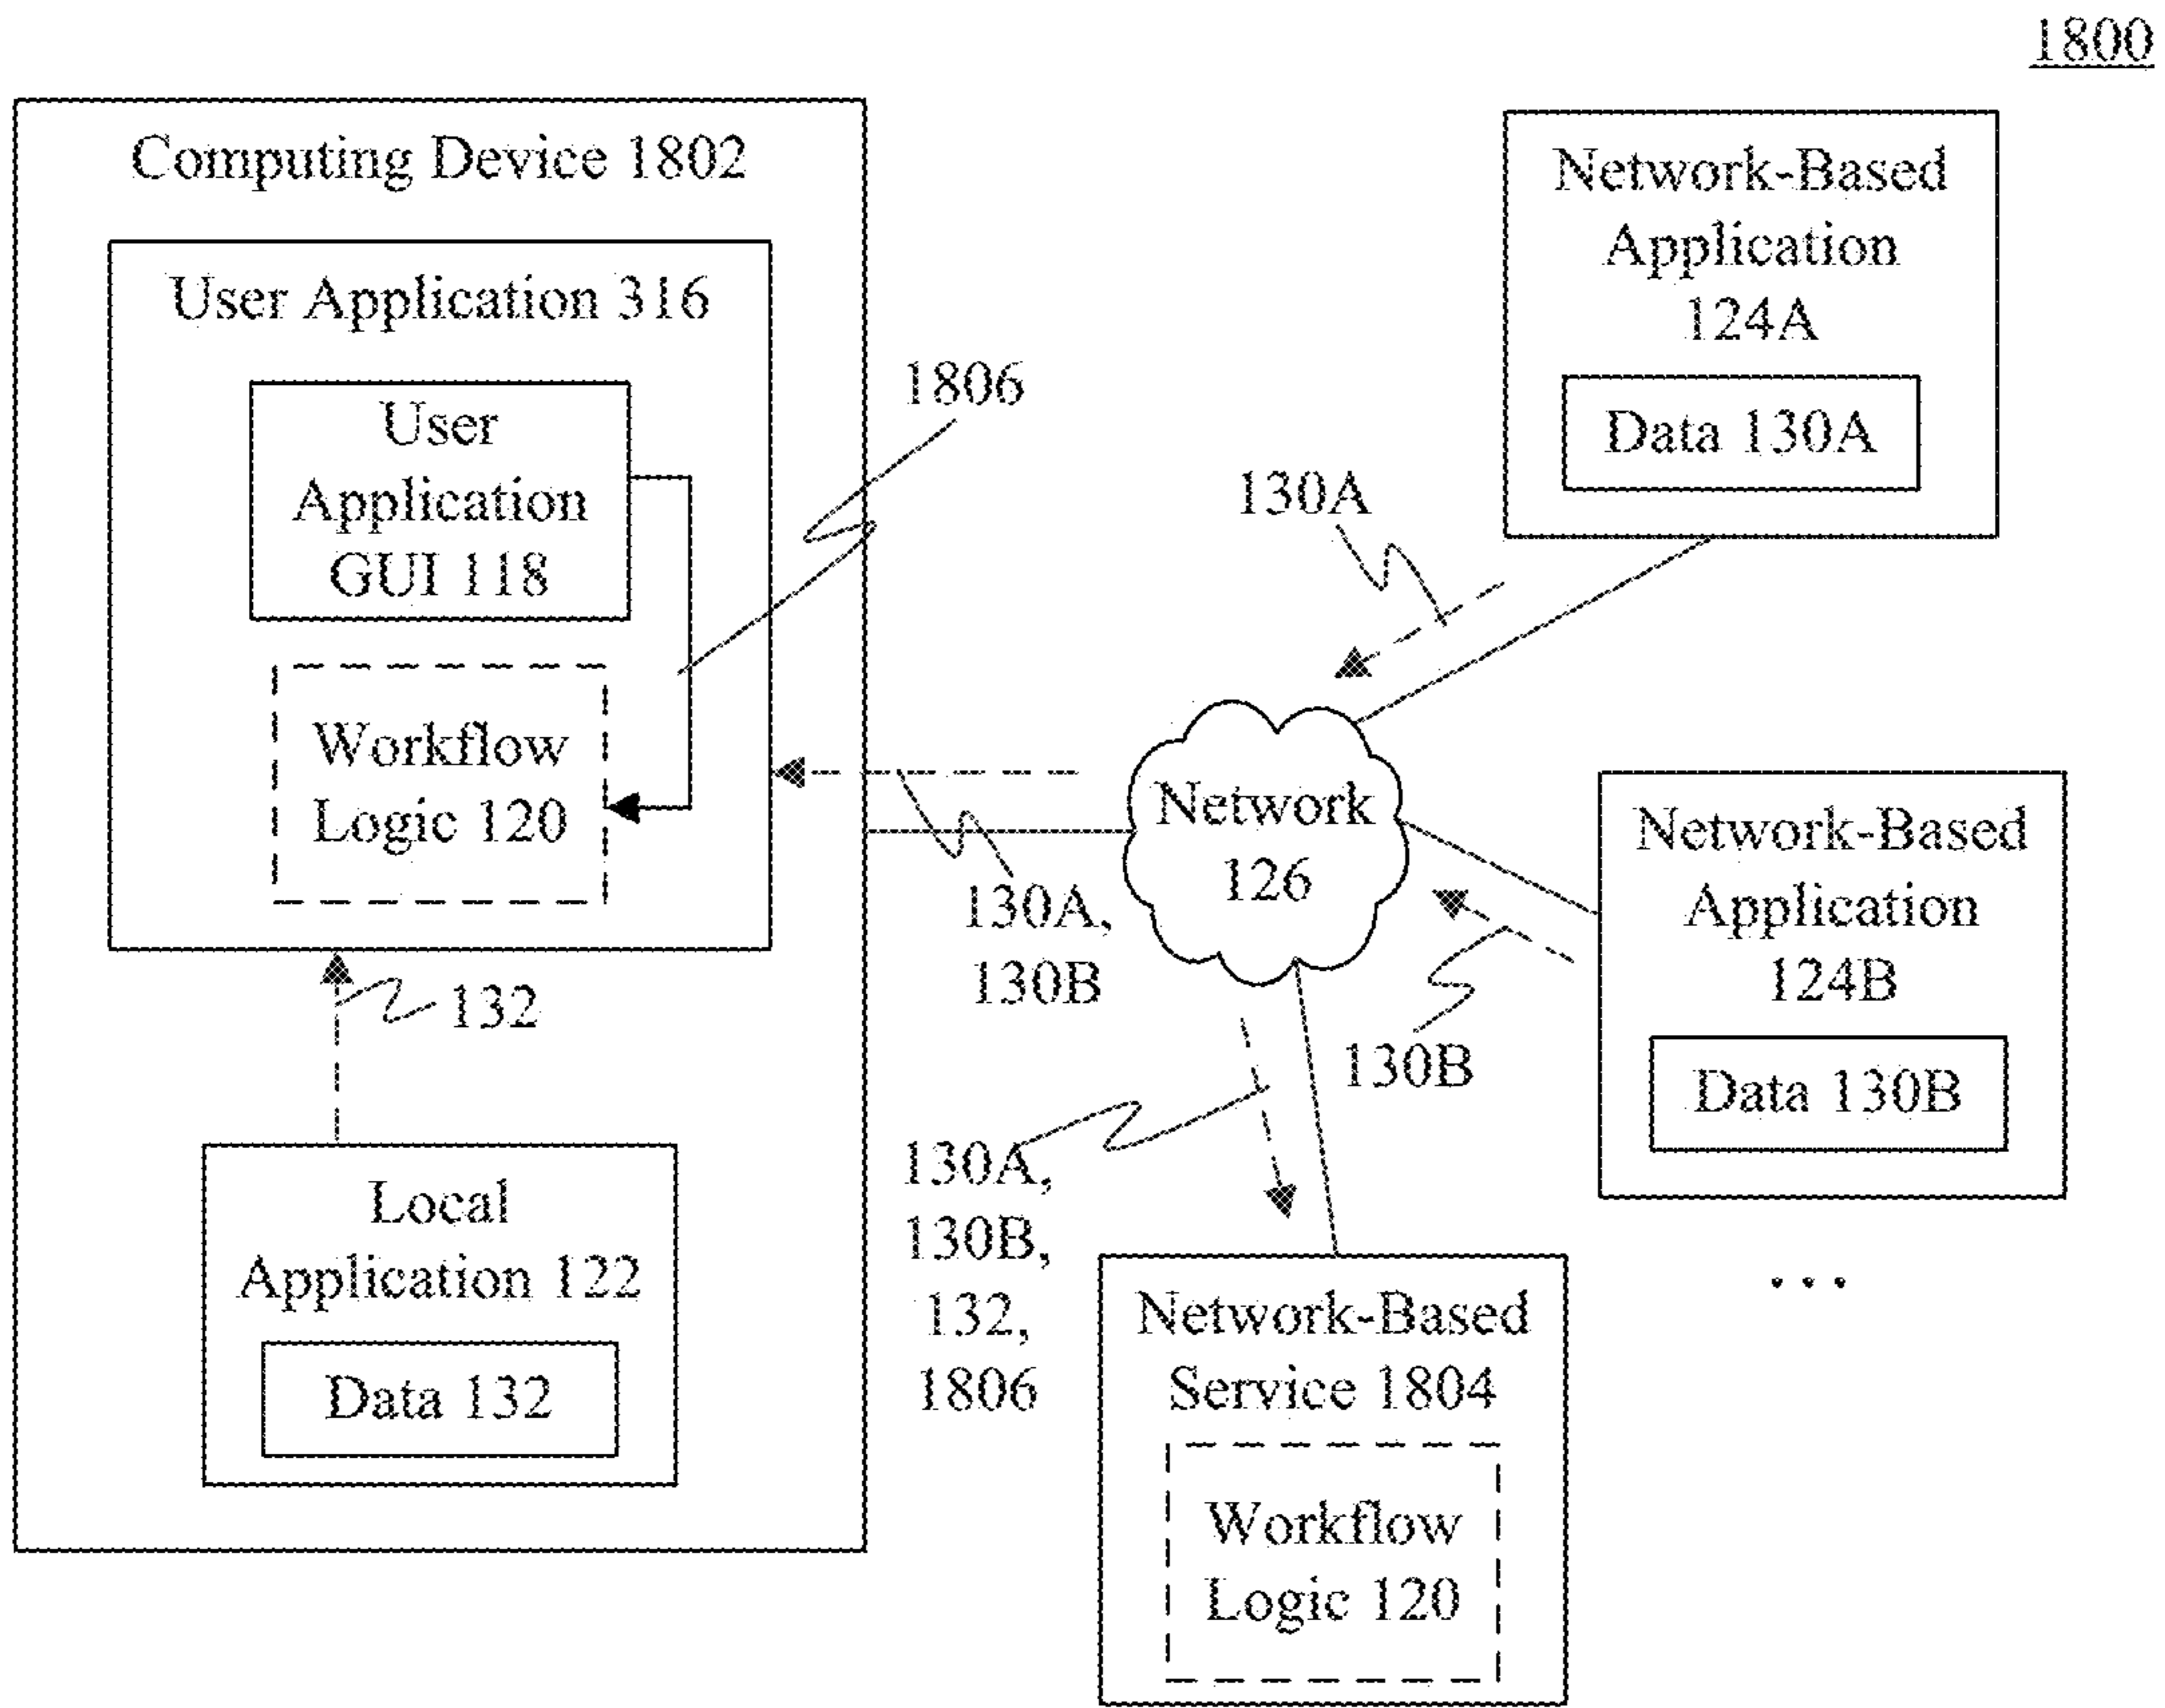 1800
Computing Device 1802
User Application 316
User
Application
GUI 118
Workflow
Logic 120
1806
132
Local
Application 122
Data 132
130A,
130B
Network
126
130A
Network-Based
Application
124A
Data 130A
130B
Network-Based
Application
124B
Data 130B
...
130A,
130B,
132,
1806
Network-Based
Service 1804
Workflow
Logic 120